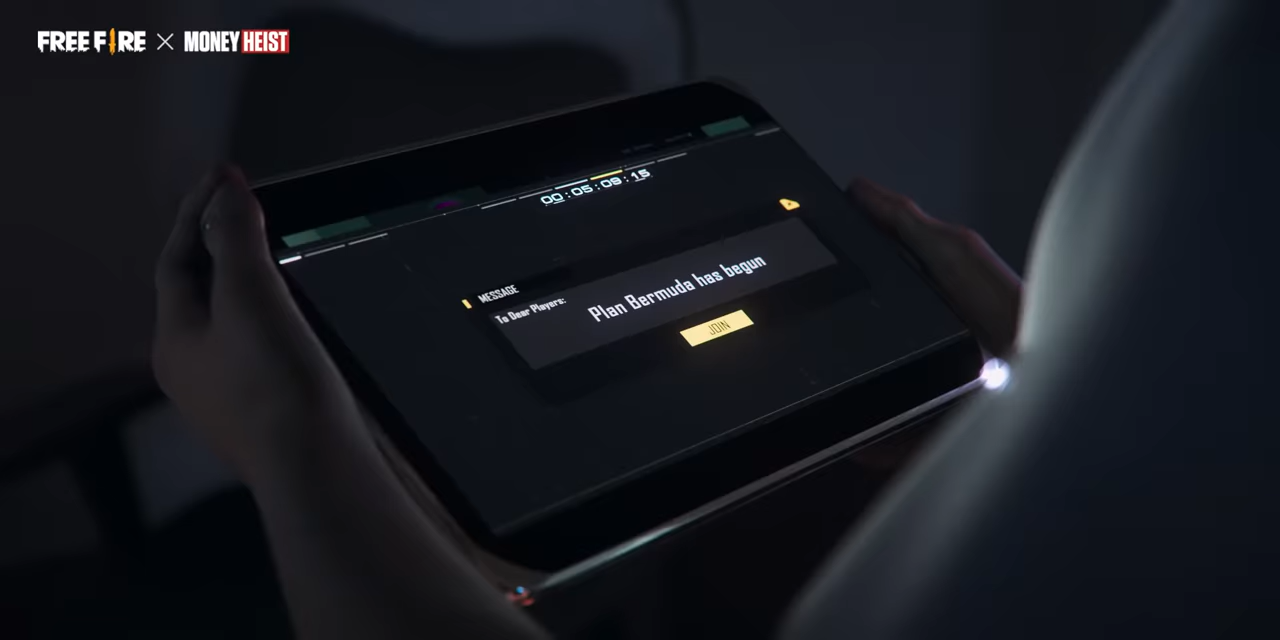 FREE FIRE × MONEY HEIST
00:05:09:15
MESSAGE
To Dear Players:
Plan Bermuda has begun
JOIN